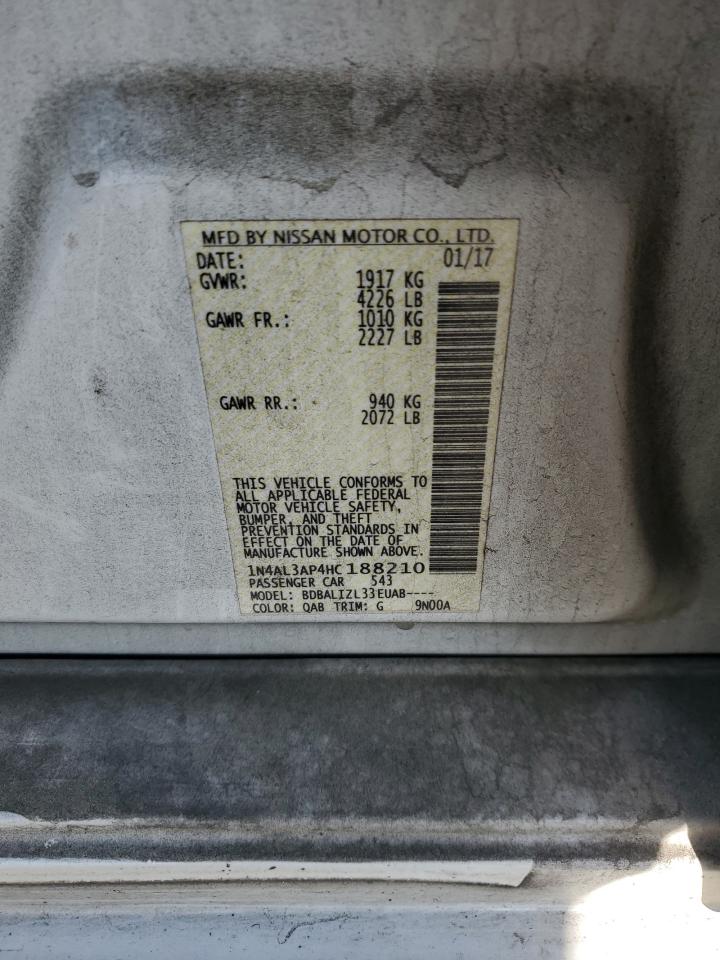 MFD BY NISSAN MOTOR CO., LTD.
DATE: 01/17
GVWR: 1917 KG
4226 LB
GAWR FR.: 1010 KG
2227 LB
GAWR RR.: 940 KG
2072 LB
THIS VEHICLE CONFORMS TO
ALL APPLICABLE FEDERAL
MOTOR VEHICLE SAFETY,
BUMPER, AND THEFT
PREVENTION STANDARDS IN
EFFECT ON THE DATE OF
MANUFACTURE SHOWN ABOVE.
1N4AL3AP4HC188210
PASSENGER CAR 543
MODEL: BDBALIZL33EUAB----
COLOR: QAB TRIM: G 9N00A